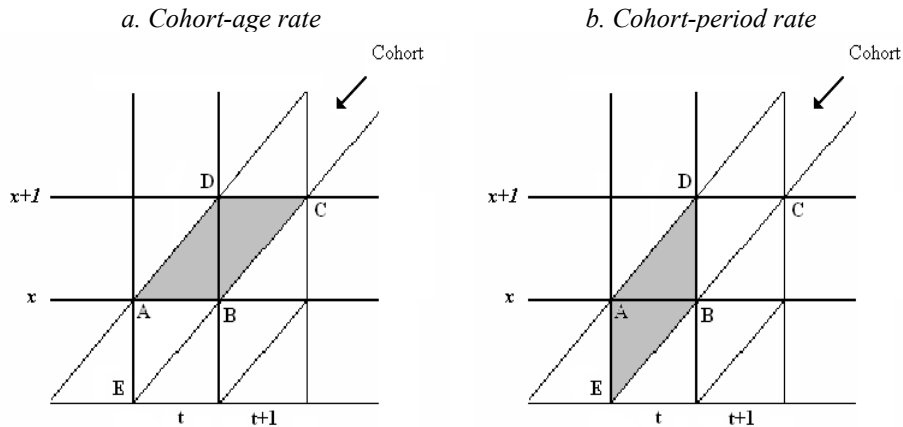 a. Cohort-age rate
Cohort
D
x+1
C
x
A
B
E
t
t+1
b. Cohort-period rate
Cohort
D
x+1
C
x
A
B
E
t
t+1